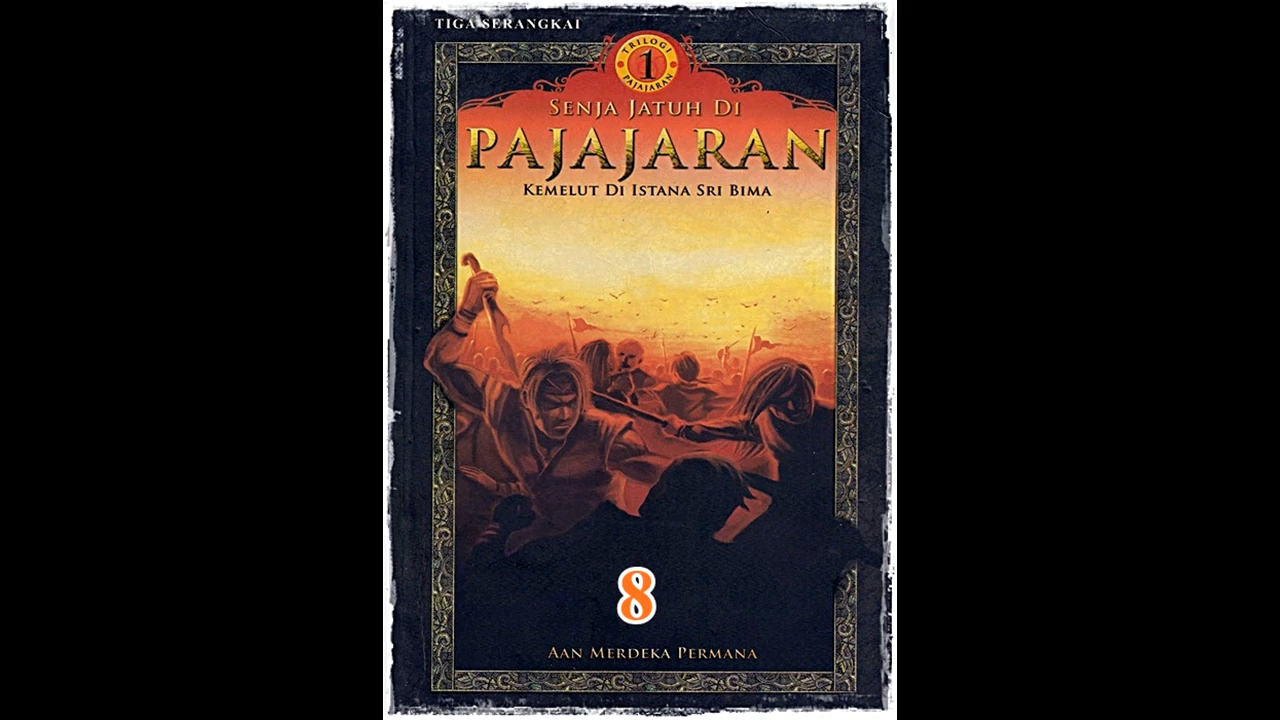 TIGA SERANGKAI
TRILOGI
1
PAJAJARAN
SENJA JATUH DI
PAJAJARAN
KEMELUT DI ISTANA SRI BIMA
8
AAN MERDEKA PERMANA